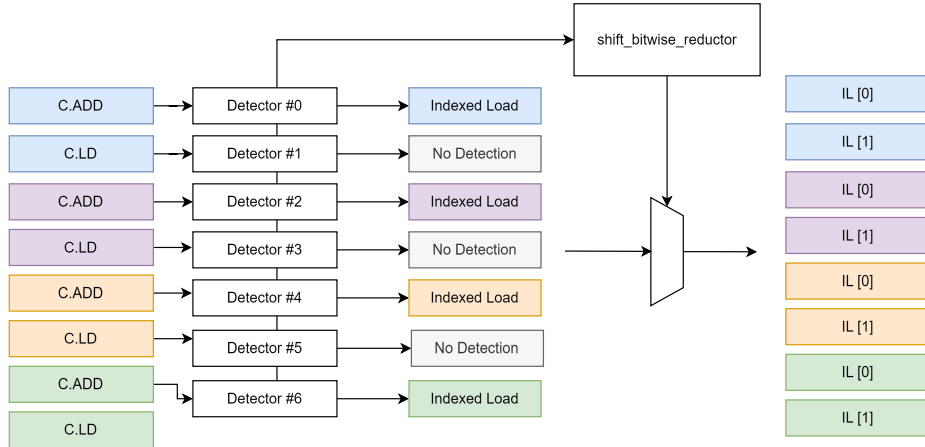 shift_bitwise_reductor
C.ADD
Detector #0
Indexed Load
IL [0]
C.LD
Detector #1
No Detection
IL [1]
C.ADD
Detector #2
Indexed Load
IL [0]
C.LD
Detector #3
No Detection
IL [1]
C.ADD
Detector #4
Indexed Load
IL [0]
C.LD
Detector #5
No Detection
IL [1]
C.ADD
Detector #6
Indexed Load
IL [0]
C.LD
IL [1]